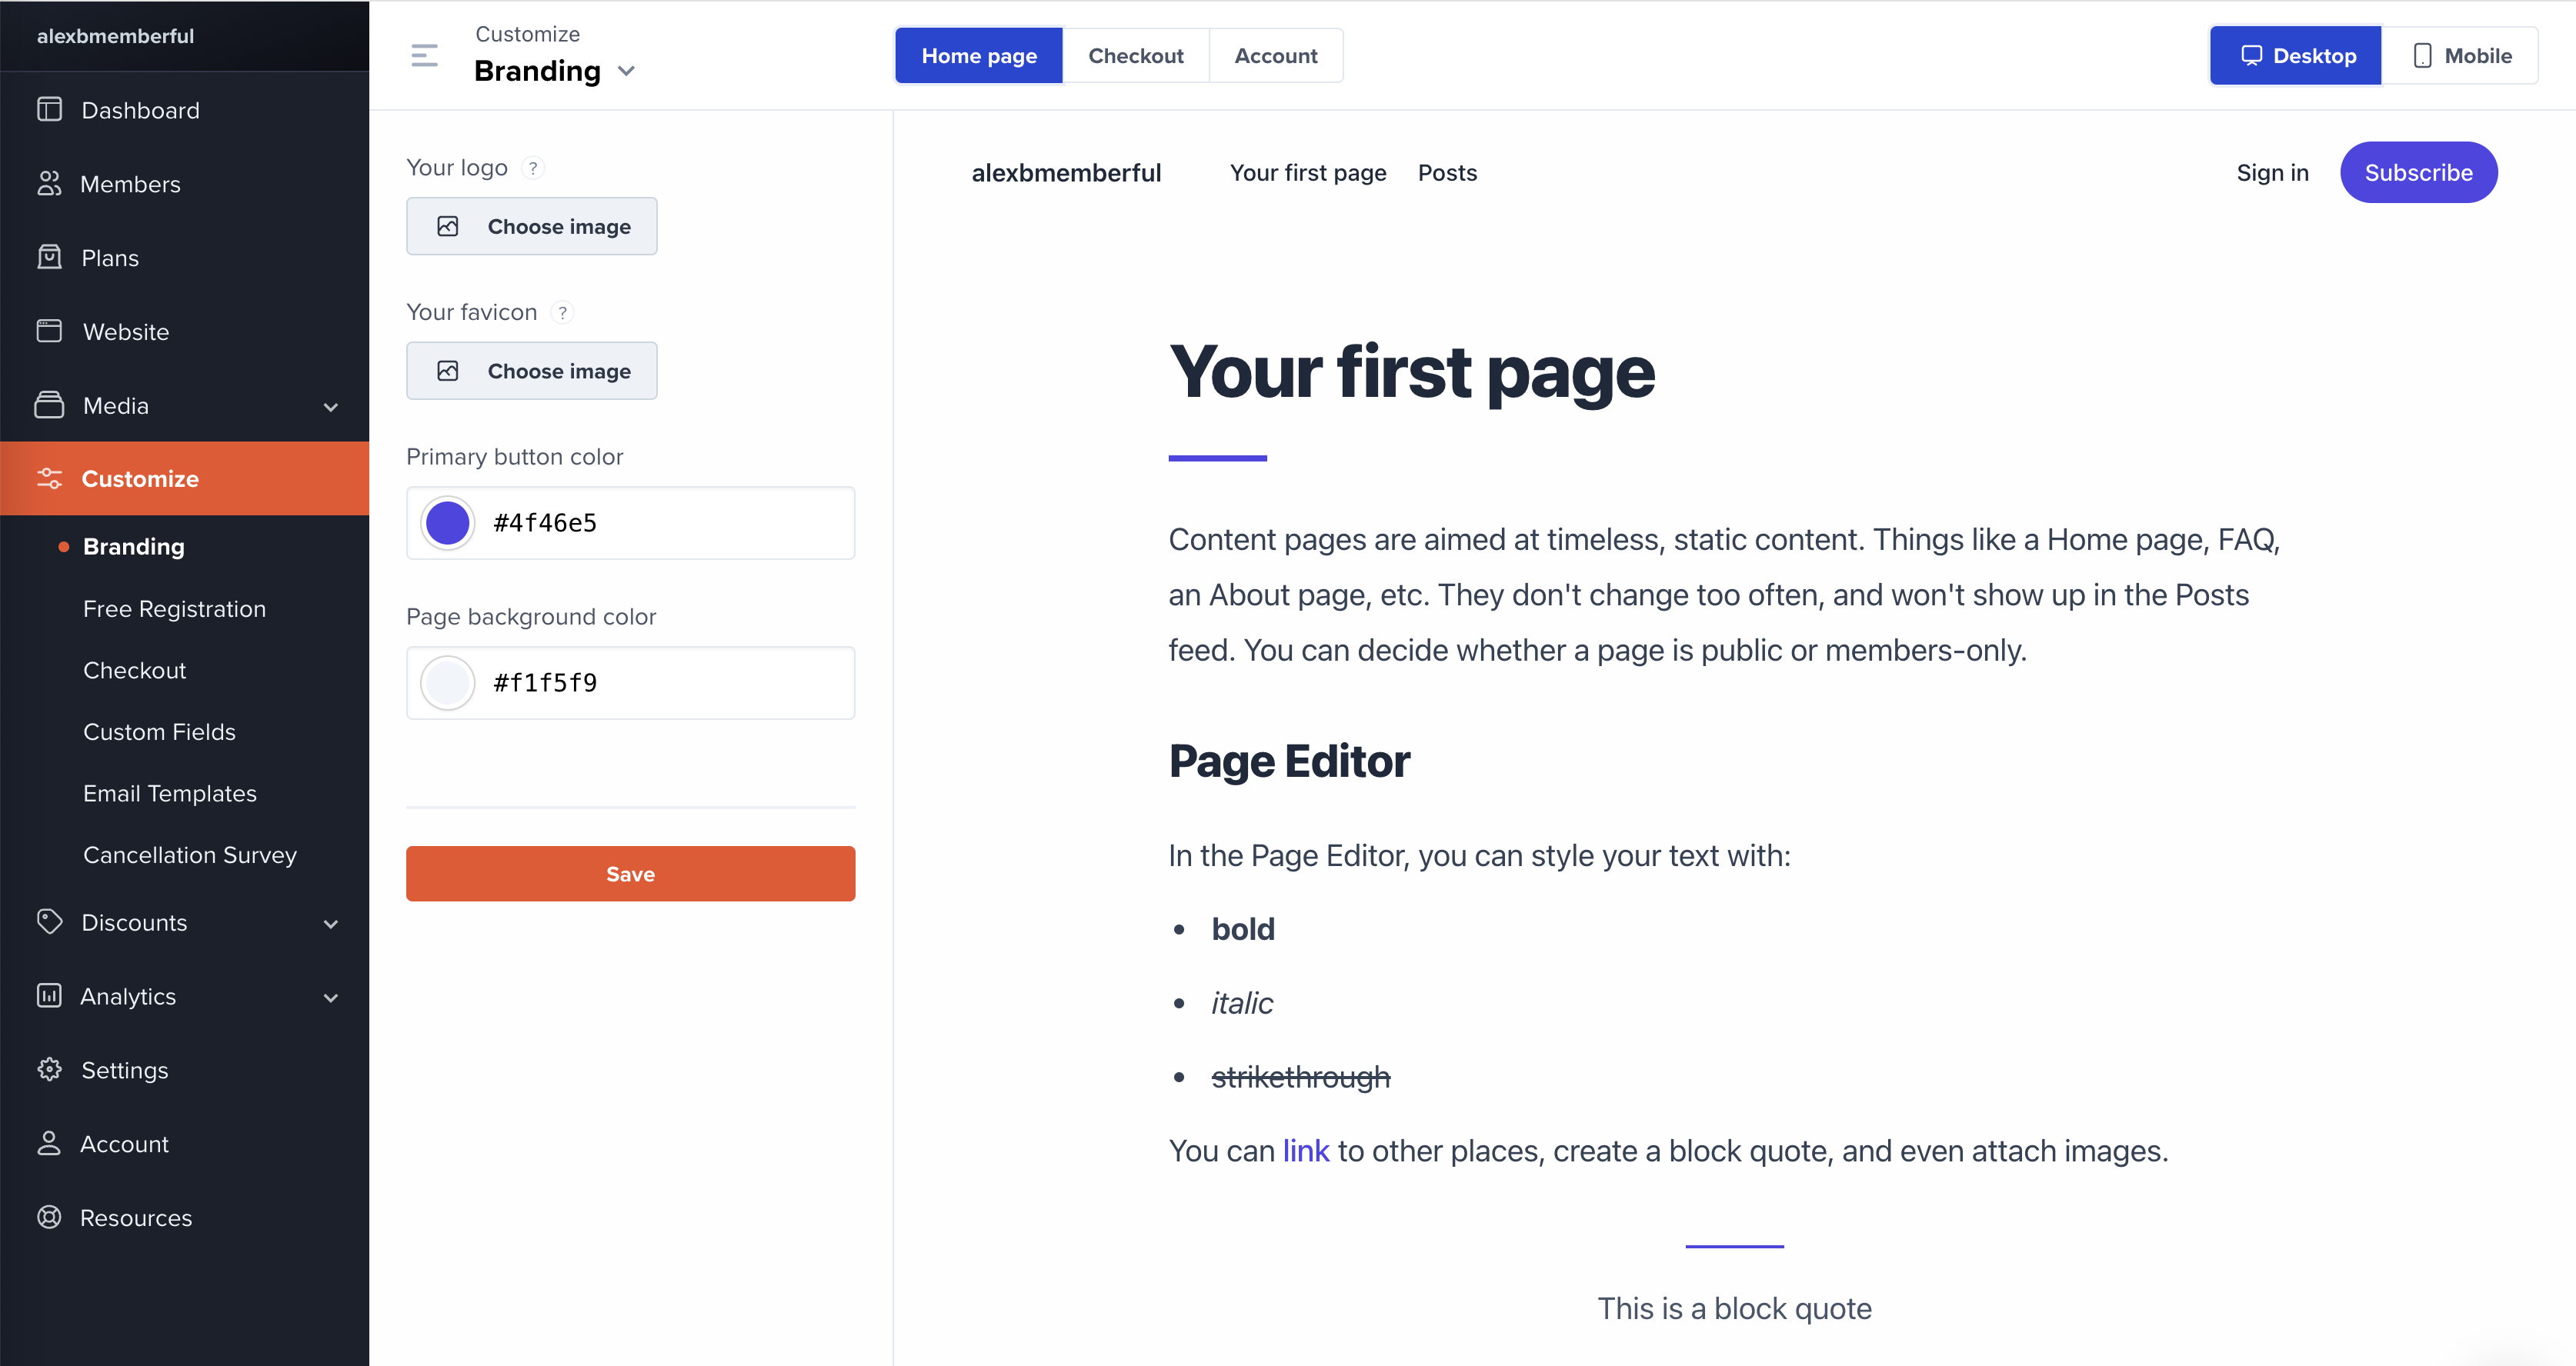 alexbmemberful
Dashboard
Members
Plans
Website
Media
Customize
Branding
Free Registration
Checkout
Custom Fields
Email Templates
Cancellation Survey
Discounts
Analytics
Settings
Account
Resources
Customize
Branding
Home page
Checkout
Account
Desktop
Mobile
Your logo ?
Choose image
Your favicon ?
Choose image
Primary button color
#4f46e5
Page background color
#f1f5f9
Save
alexbmemberful
Your first page
Posts
Sign in
Subscribe
Your first page
Content pages are aimed at timeless, static content. Things like a Home page, FAQ,
an About page, etc. They don't change too often, and won't show up in the Posts
feed. You can decide whether a page is public or members-only.
Page Editor
In the Page Editor, you can style your text with:
• bold
• italic
• strikethrough
You can link to other places, create a block quote, and even attach images.
This is a block quote